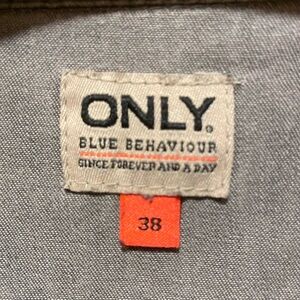 ONLY.
BLUE BEHAVIOUR
SINCE FOREVER AND A DAY
38